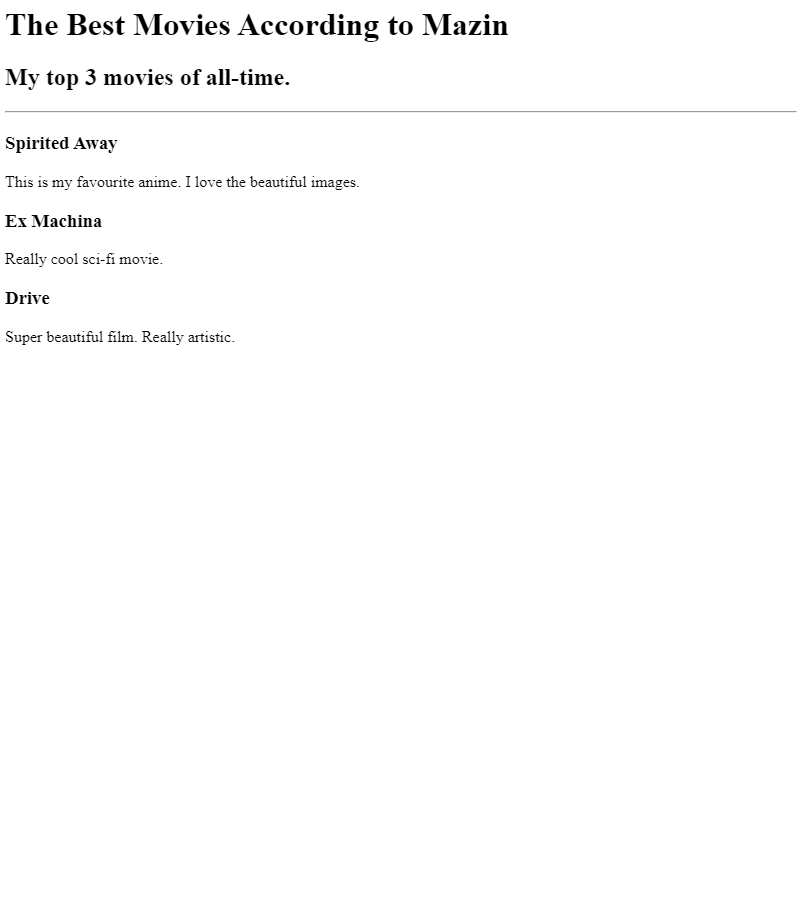 The Best Movies According to Mazin
My top 3 movies of all-time.
Spirited Away
This is my favourite anime. I love the beautiful images.
Ex Machina
Really cool sci-fi movie.
Drive
Super beautiful film. Really artistic.